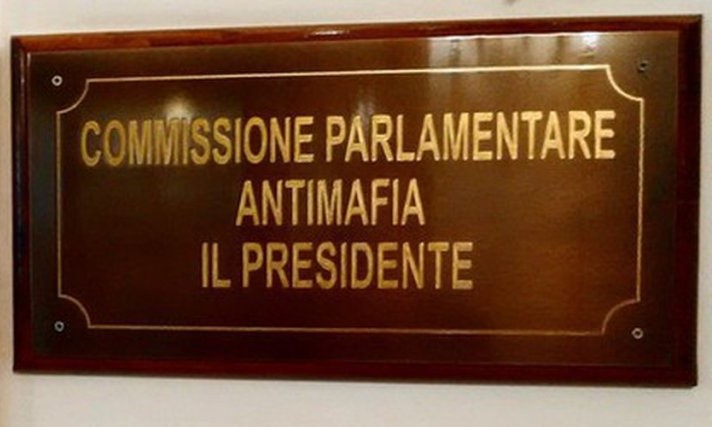 COMMISSIONE PARLAMENTARE
ANTIMAFIA
IL PRESIDENTE